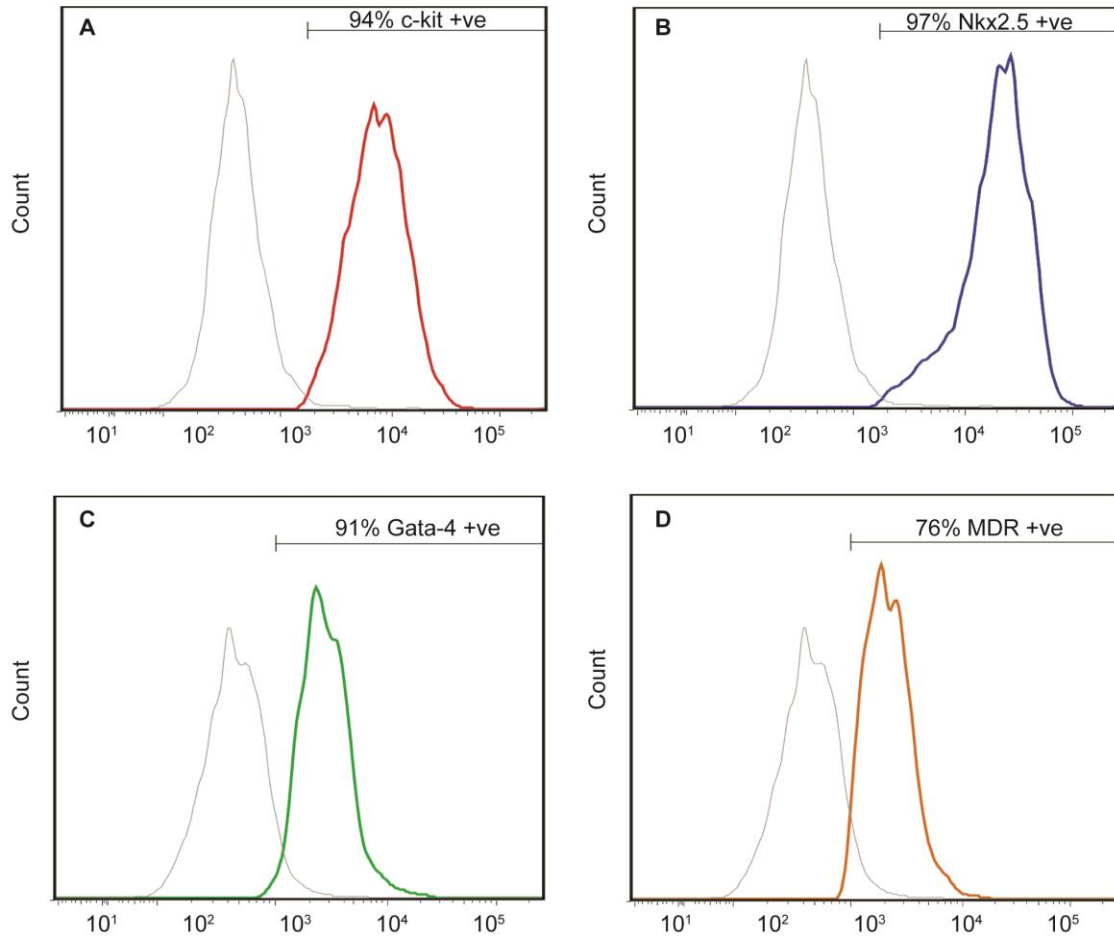 A
94% c-kit +ve
Count
10¹ 10² 10³ 10⁴ 10⁵
B
97% Nkx2.5 +ve
Count
10¹ 10² 10³ 10⁴ 10⁵
C
91% Gata-4 +ve
Count
10¹ 10² 10³ 10⁴ 10⁵
D
76% MDR +ve
Count
10¹ 10² 10³ 10⁴ 10⁵